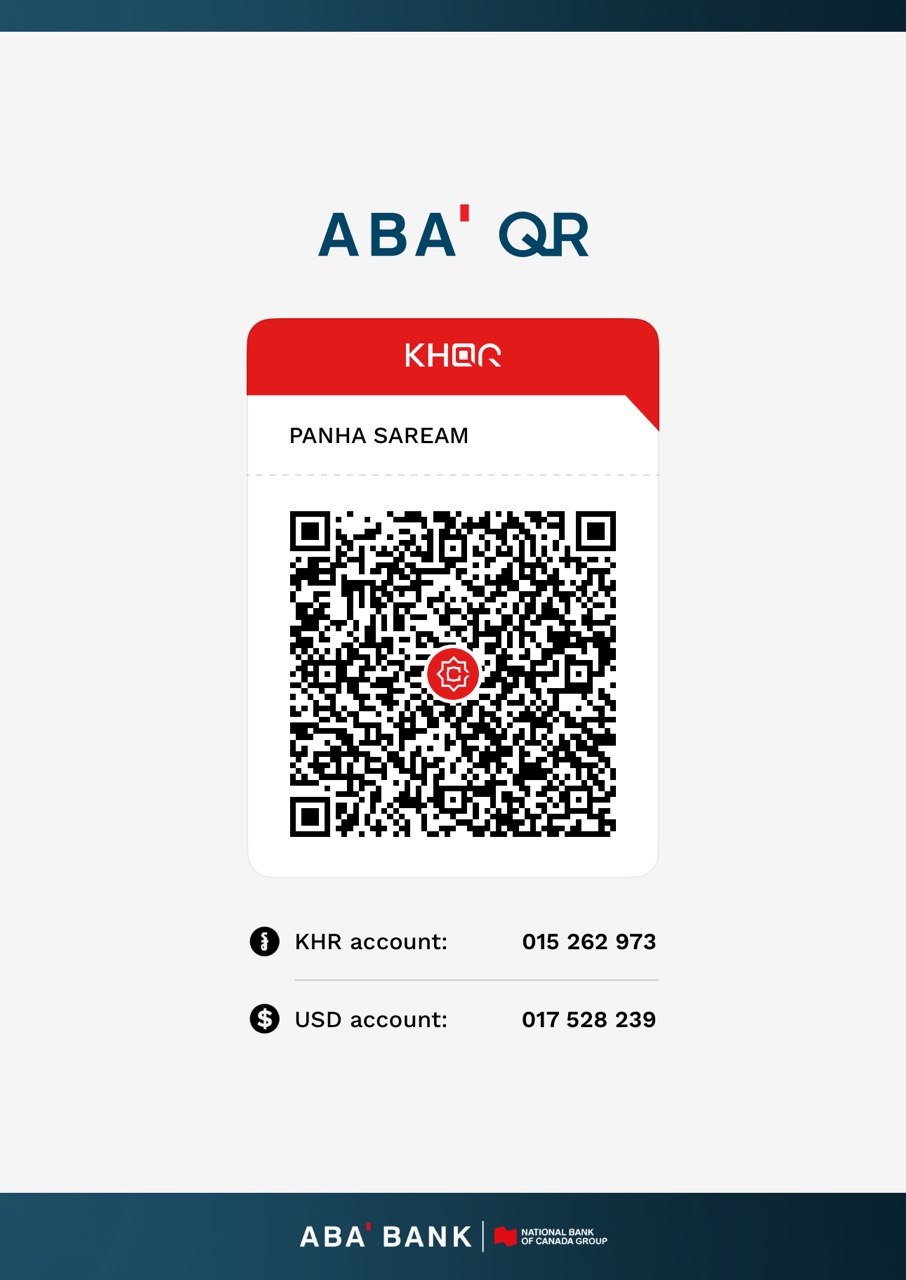 ABA' QR
KHQR
PANHA SAREAM
KHR account: 015 262 973
USD account: 017 528 239
ABA' BANK
NATIONAL BANK
OF CANADA GROUP